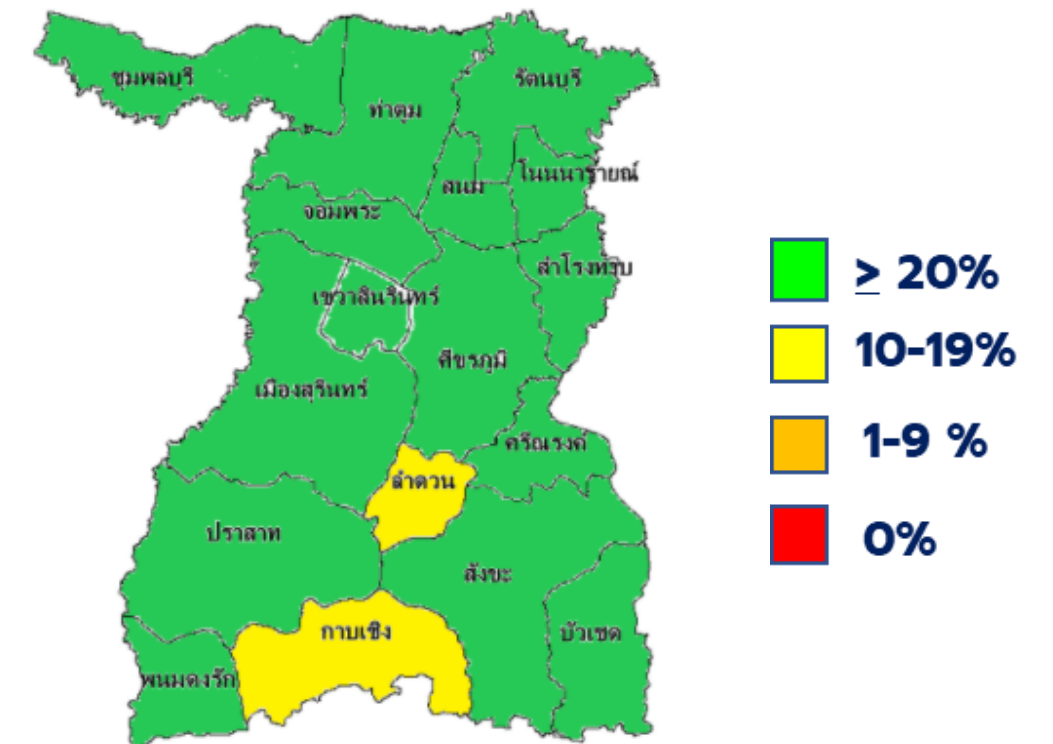 ชุมพลบุรี
รัตนบุรี
ท่าตูม
โนนนารายณ์
สนม
จอมพระ
สำโรงทาบ
เขวาสินรินทร์
ศีขรภูมิ
เมืองสุรินทร์
ศรีณรงค์
ลำดวน
ปราสาท
สังขะ
กาบเชิง
บัวเชด
พนมดงรัก
≥ 20%
10-19%
1-9 %
0%